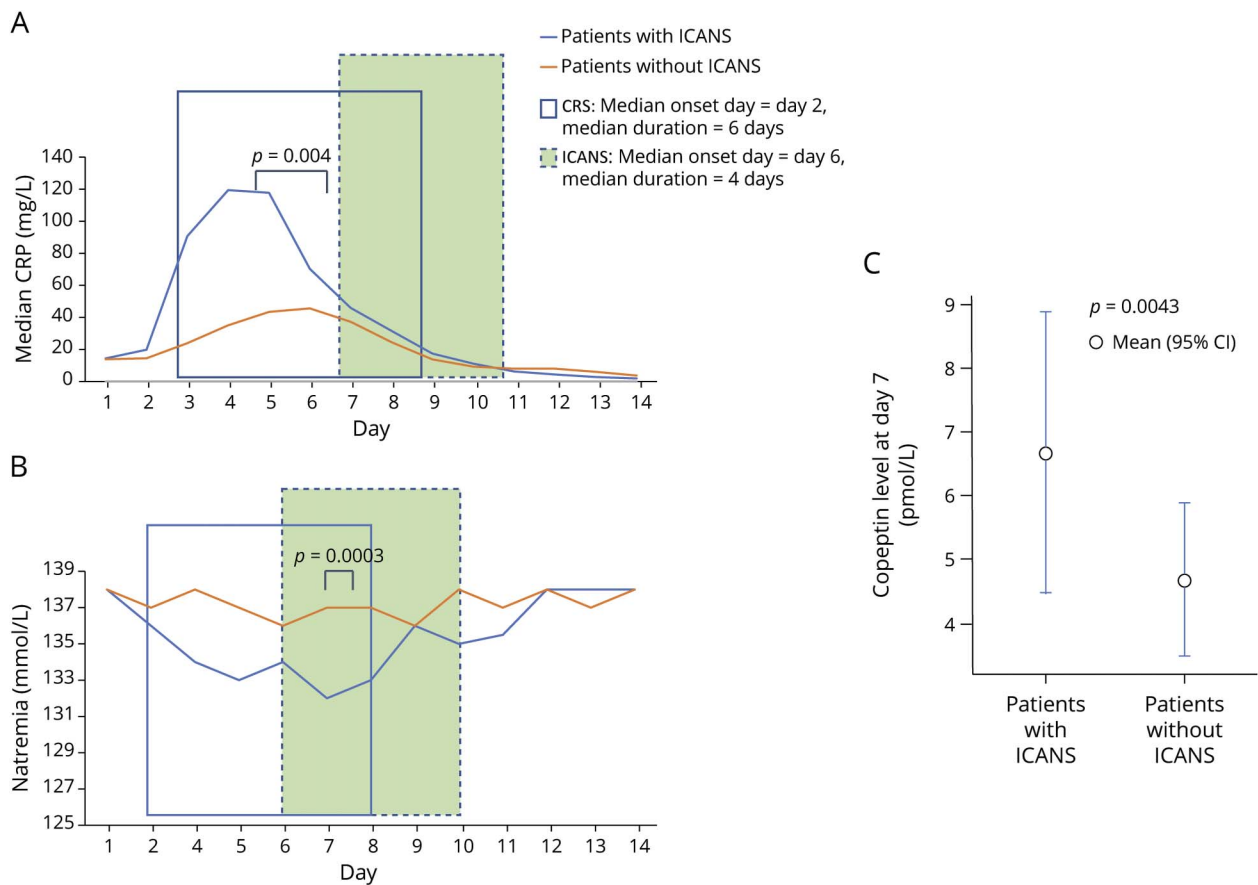 A
Patients with ICANS
Patients without ICANS
CRS: Median onset day = day 2,
median duration = 6 days
ICANS: Median onset day = day 6,
median duration = 4 days
p = 0.004
Median CRP (mg/L)
140
120
100
80
60
40
20
0
1 2 3 4 5 6 7 8 9 10 11 12 13 14
Day
B
p = 0.0003
Natremia (mmol/L)
139
137
135
133
131
129
127
125
1 2 4 5 6 7 8 9 10 11 12 13 14
Day
C
p = 0.0043
Mean (95% CI)
Copeptin level at day 7
(pmol/L)
9
8
7
6
5
4
Patients
with
ICANS
Patients
without
ICANS